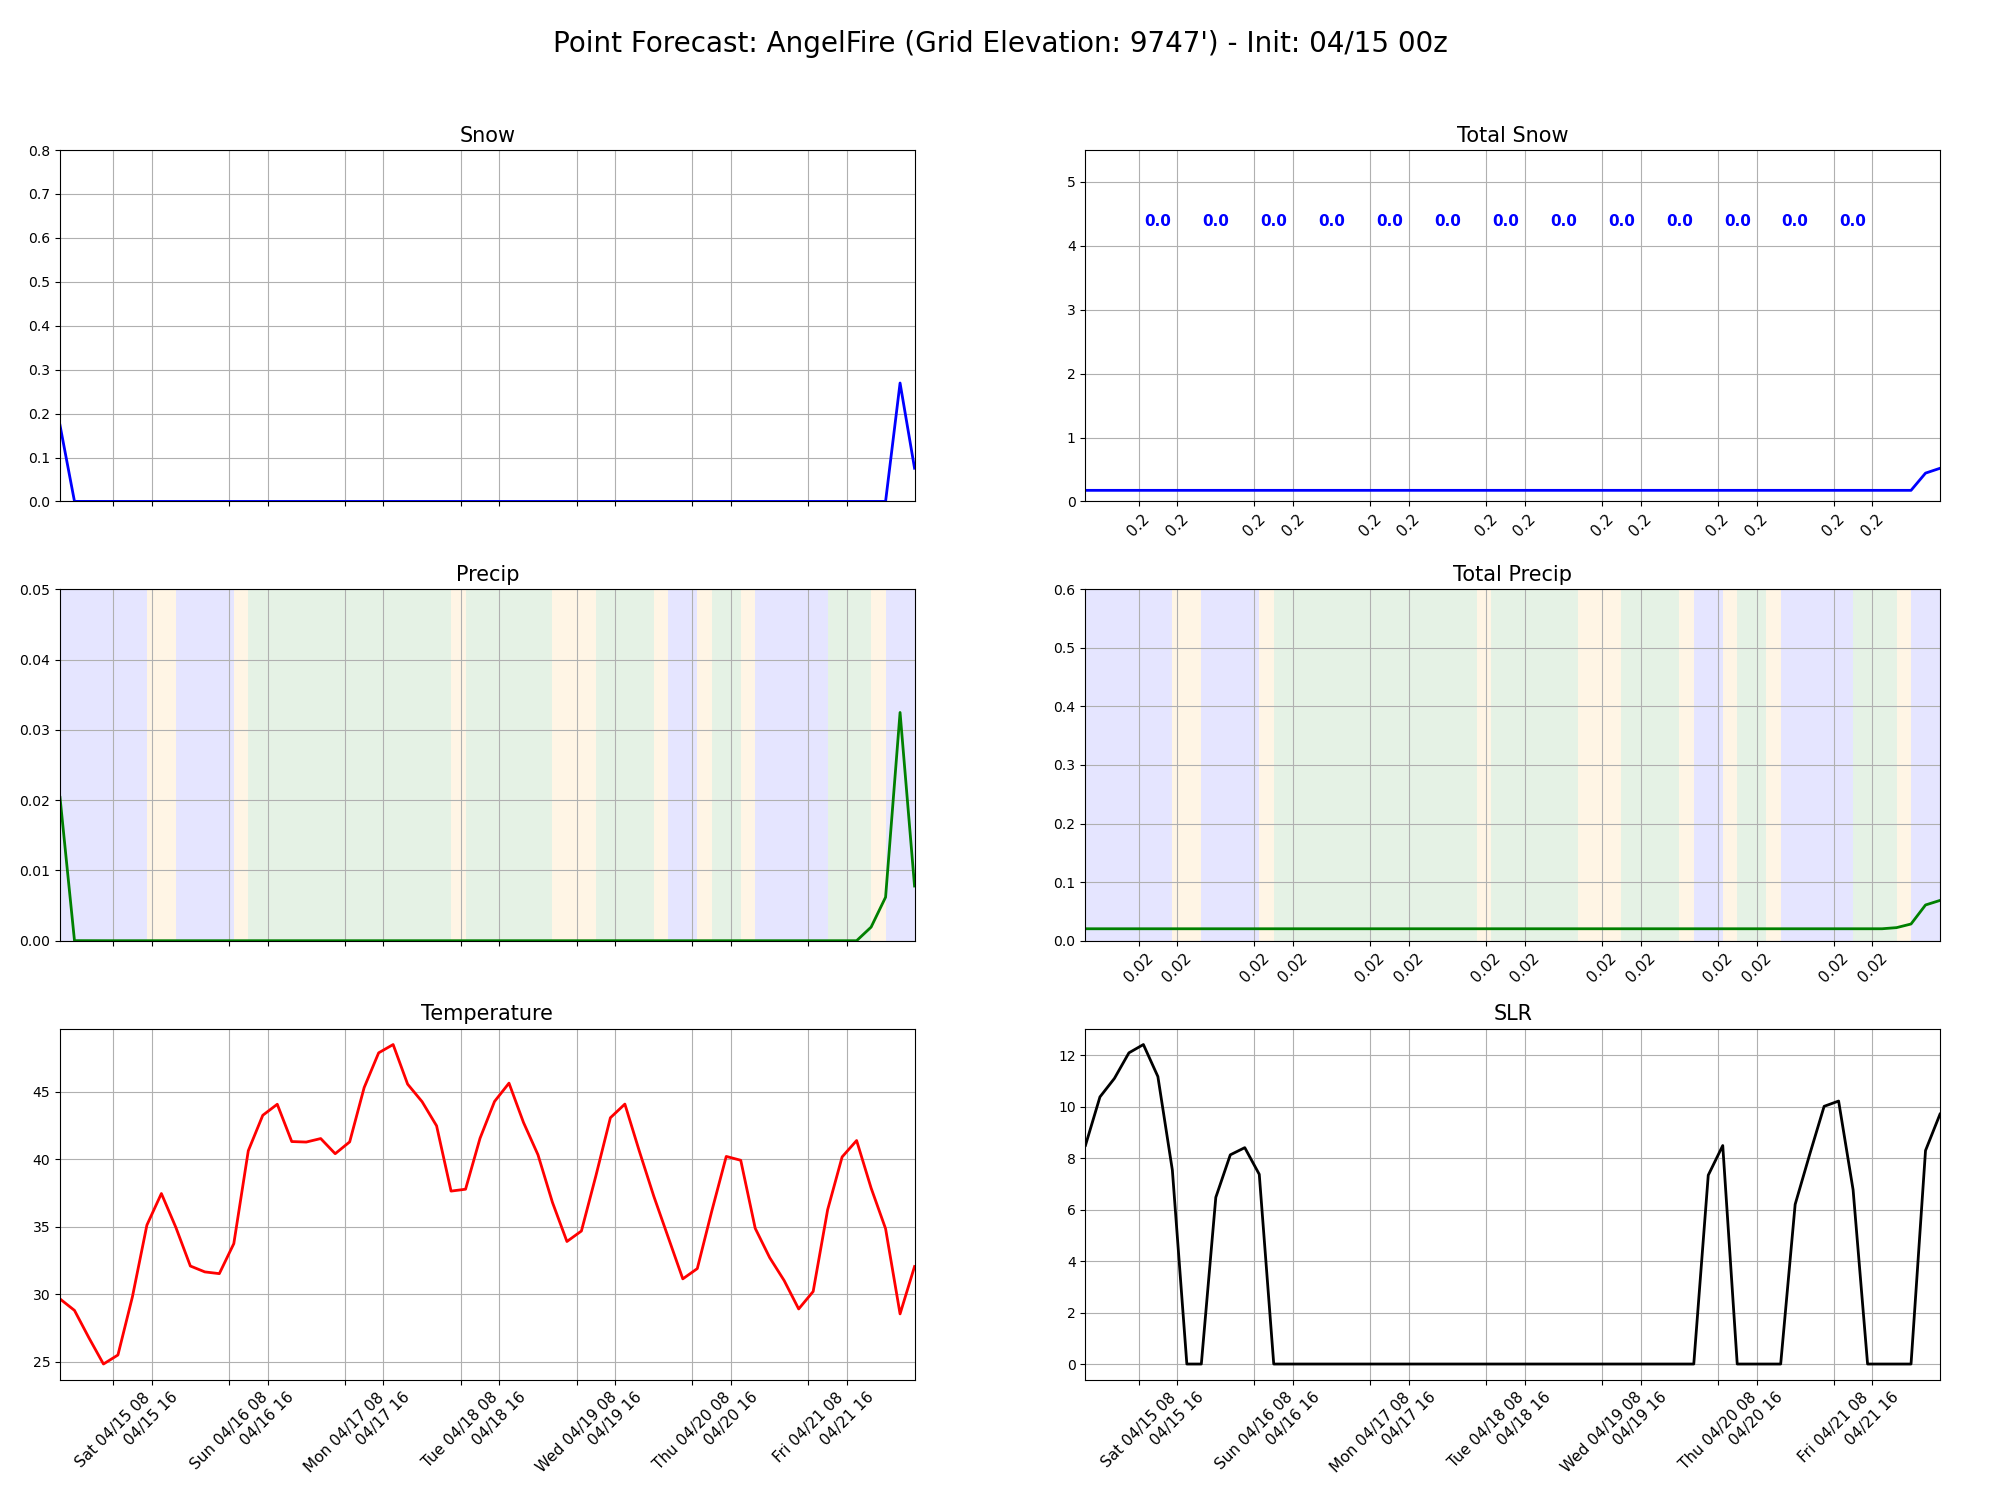 Point Forecast: AngelFire (Grid Elevation: 9747') - Init: 04/15 00z
Snow
0.8
0.7
0.6
0.5
0.4
0.3
0.2
0.1
0.0
Total Snow
5
4
3
2
1
0
0.0 0.0 0.0 0.0 0.0 0.0 0.0 0.0 0.0 0.0 0.0 0.0 0.0
0.2 0.2 0.2 0.2 0.2 0.2 0.2 0.2 0.2 0.2 0.2 0.2 0.2 0.2
Precip
0.05
0.04
0.03
0.02
0.01
0.00
Total Precip
0.6
0.5
0.4
0.3
0.2
0.1
0.0
0.02 0.02 0.02 0.02 0.02 0.02 0.02 0.02 0.02 0.02 0.02 0.02 0.02 0.02
Temperature
45
40
35
30
25
Sat 04/15 08
04/15 16
Sun 04/16 08
04/16 16
Mon 04/17 08
04/17 16
Tue 04/18 08
04/18 16
Wed 04/19 08
04/19 16
Thu 04/20 08
04/20 16
Fri 04/21 08
04/21 16
SLR
12
10
8
6
4
2
0
Sat 04/15 08
04/15 16
Sun 04/16 08
04/16 16
Mon 04/17 08
04/17 16
Tue 04/18 08
04/18 16
Wed 04/19 08
04/19 16
Thu 04/20 08
04/20 16
Fri 04/21 08
04/21 16